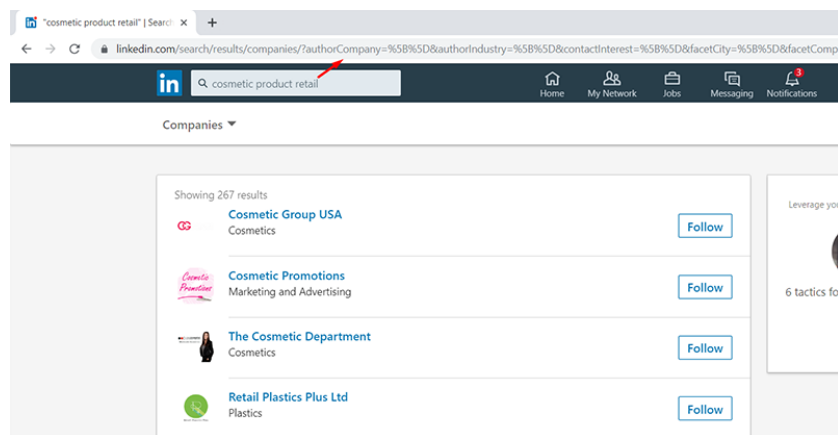 "cosmetic product retail" | Search
linkedin.com/search/results/companies/?authorCompany=%5B%5D&authorIndustry=%5B%5D&contactInterest=%5B%5D&facetCity=%5B%5D&facetComp
in
cosmetic product retail
Home
My Network
Jobs
Messaging
3
Notifications
Companies
Showing 267 results
CG
Cosmetic Group USA
Cosmetics
Follow
Cosmetic
Promotions
Cosmetic Promotions
Marketing and Advertising
Follow
The Cosmetic Department
Cosmetics
Follow
Retail Plastics Plus Ltd
Plastics
Follow
Leverage you
6 tactics fo